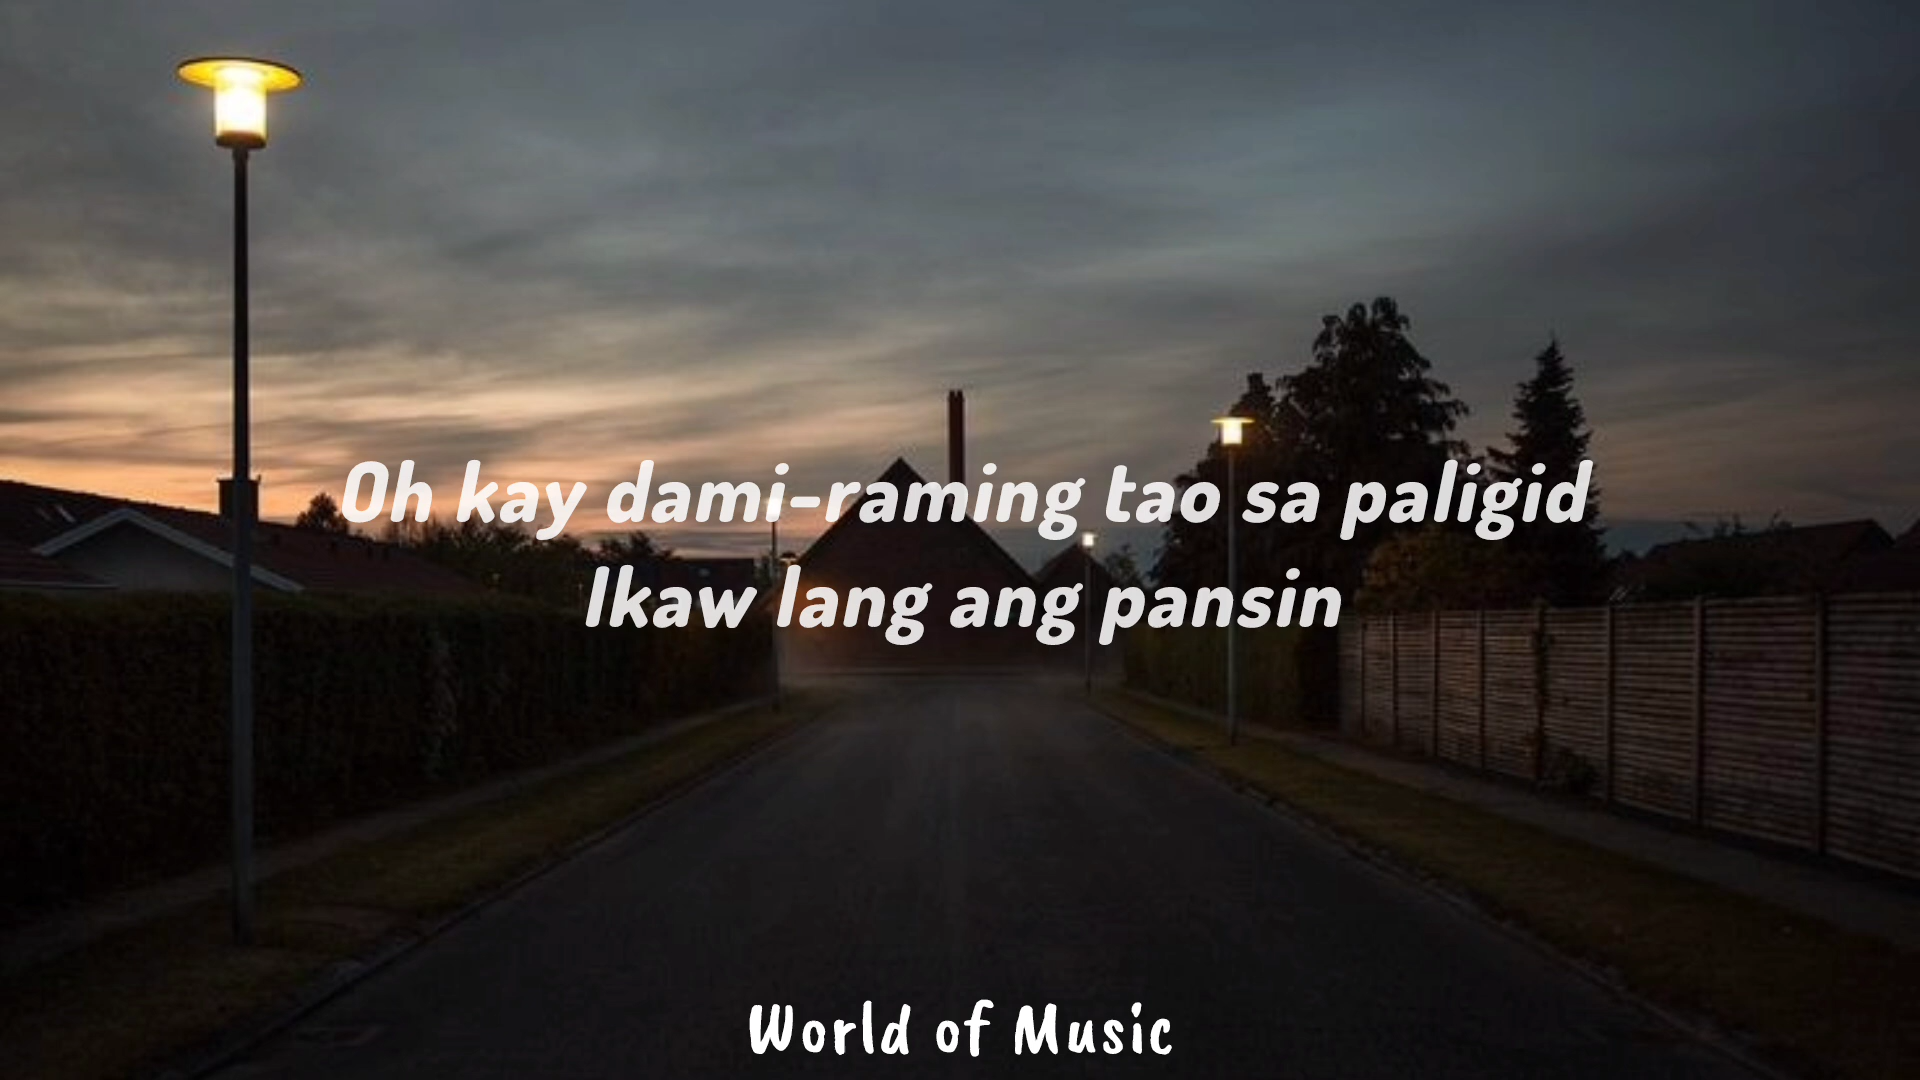 Oh kay dami-raming tao sa paligid
Ikaw lang ang pansin
World of Music